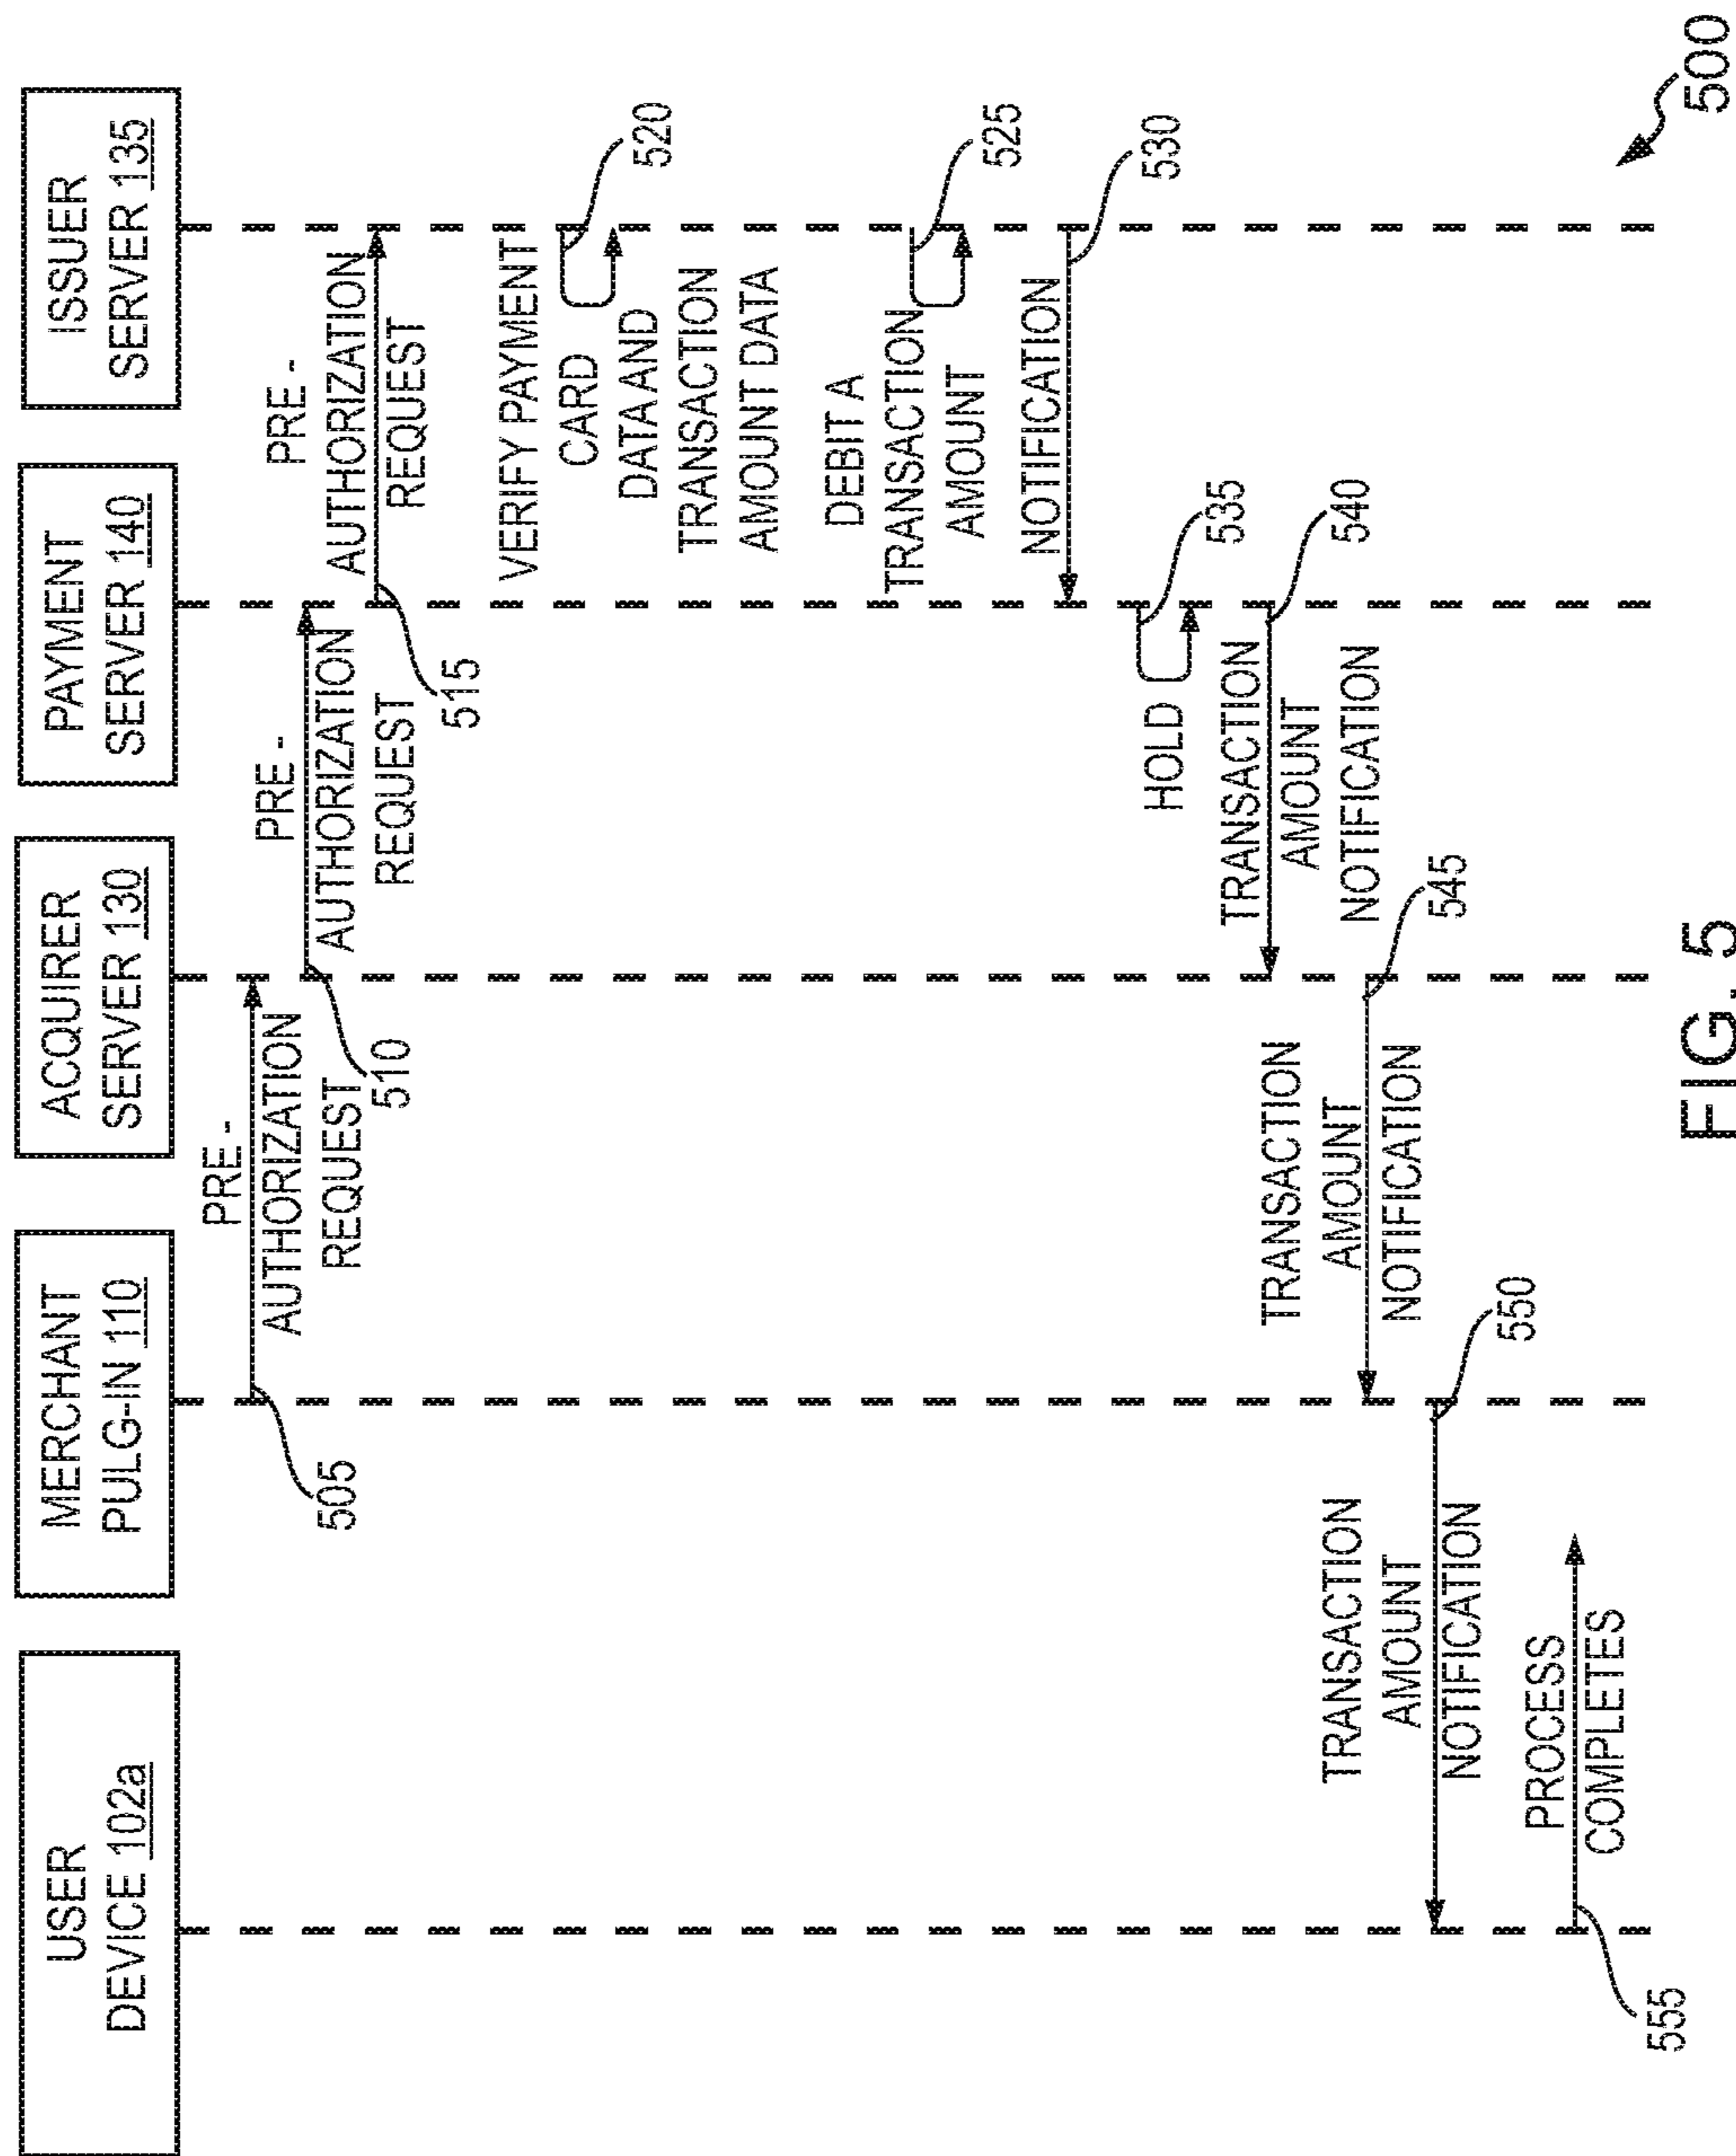 USER
DEVICE 102a
MERCHANT
PULG-IN 110
ACQUIRER
SERVER 130
PAYMENT
SERVER 140
ISSUER
SERVER 135
PRE -
AUTHORIZATION
REQUEST
505
PRE -
AUTHORIZATION
REQUEST
510
PRE -
AUTHORIZATION
REQUEST
515
VERIFY PAYMENT
CARD
DATA AND
TRANSACTION
AMOUNT DATA
520
DEBIT A
TRANSACTION
AMOUNT
525
NOTIFICATION
530
HOLD
535
TRANSACTION
AMOUNT
NOTIFICATION
540
TRANSACTION
AMOUNT
NOTIFICATION
545
TRANSACTION
AMOUNT
NOTIFICATION
550
PROCESS
COMPLETES
555
FIG. 5
500